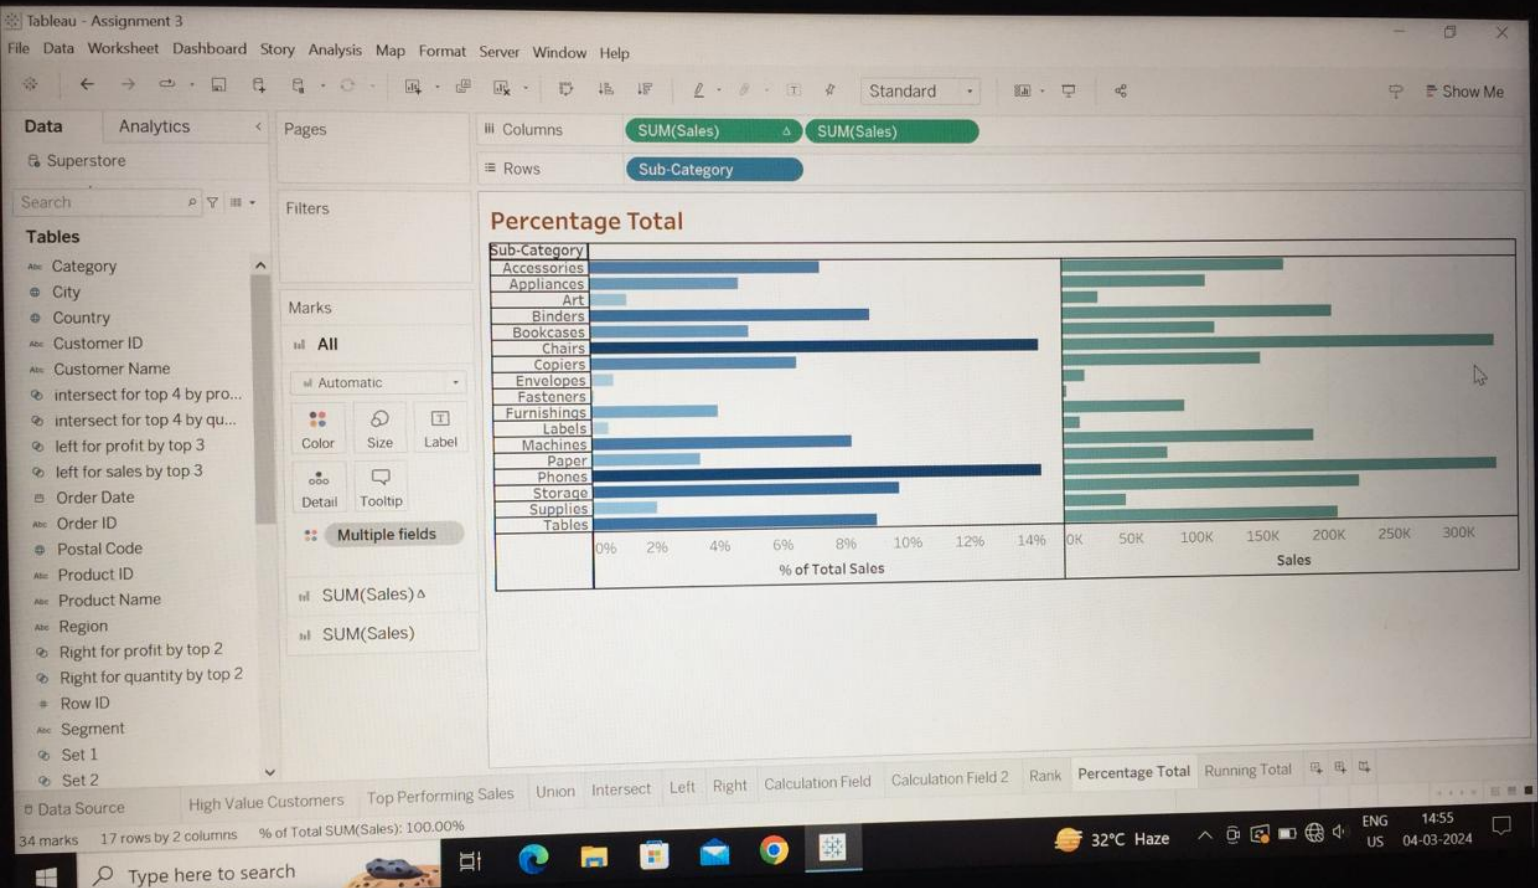 Tableau - Assignment 3
File Data Worksheet Dashboard Story Analysis Map Format Server Window Help
Standard
Show Me
Data Analytics
Superstore
Search
Tables
Abc Category
City
Country
Abc Customer ID
Abc Customer Name
intersect for top 4 by pro...
intersect for top 4 by qu...
left for profit by top 3
left for sales by top 3
Order Date
Abc Order ID
Postal Code
Abc Product ID
Abc Product Name
Abc Region
Right for profit by top 2
Right for quantity by top 2
# Row ID
Abc Segment
Set 1
Set 2
Pages
Filters
Marks
All
Automatic
Color Size Label
Detail Tooltip
Multiple fields
SUM(Sales) Δ
SUM(Sales)
Columns SUM(Sales) Δ SUM(Sales)
Rows Sub-Category
Percentage Total
Sub-Category
Accessories
Appliances
Art
Binders
Bookcases
Chairs
Copiers
Envelopes
Fasteners
Furnishings
Labels
Machines
Paper
Phones
Storage
Supplies
Tables
0% 2% 4% 6% 8% 10% 12% 14% 0K 50K 100K 150K 200K 250K 300K
% of Total Sales Sales
Data Source High Value Customers Top Performing Sales Union Intersect Left Right Calculation Field Calculation Field 2 Rank Percentage Total Running Total
34 marks 17 rows by 2 columns % of Total SUM(Sales): 100.00%
Type here to search
32°C Haze
ENG
US
14:55
04-03-2024